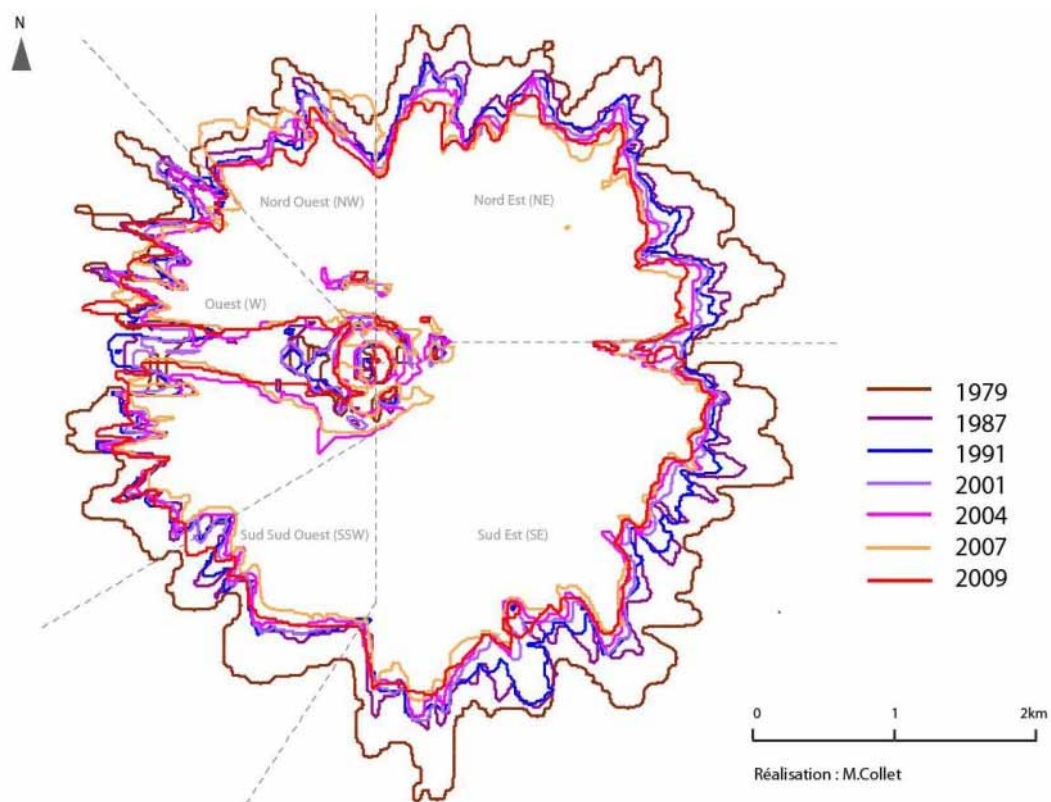 N
Nord Ouest (NW)
Nord Est (NE)
Ouest (W)
Sud Sud Ouest (SSW)
Sud Est (SE)
1979
1987
1991
2001
2004
2007
2009
0 1 2km
Réalisation : M.Collet